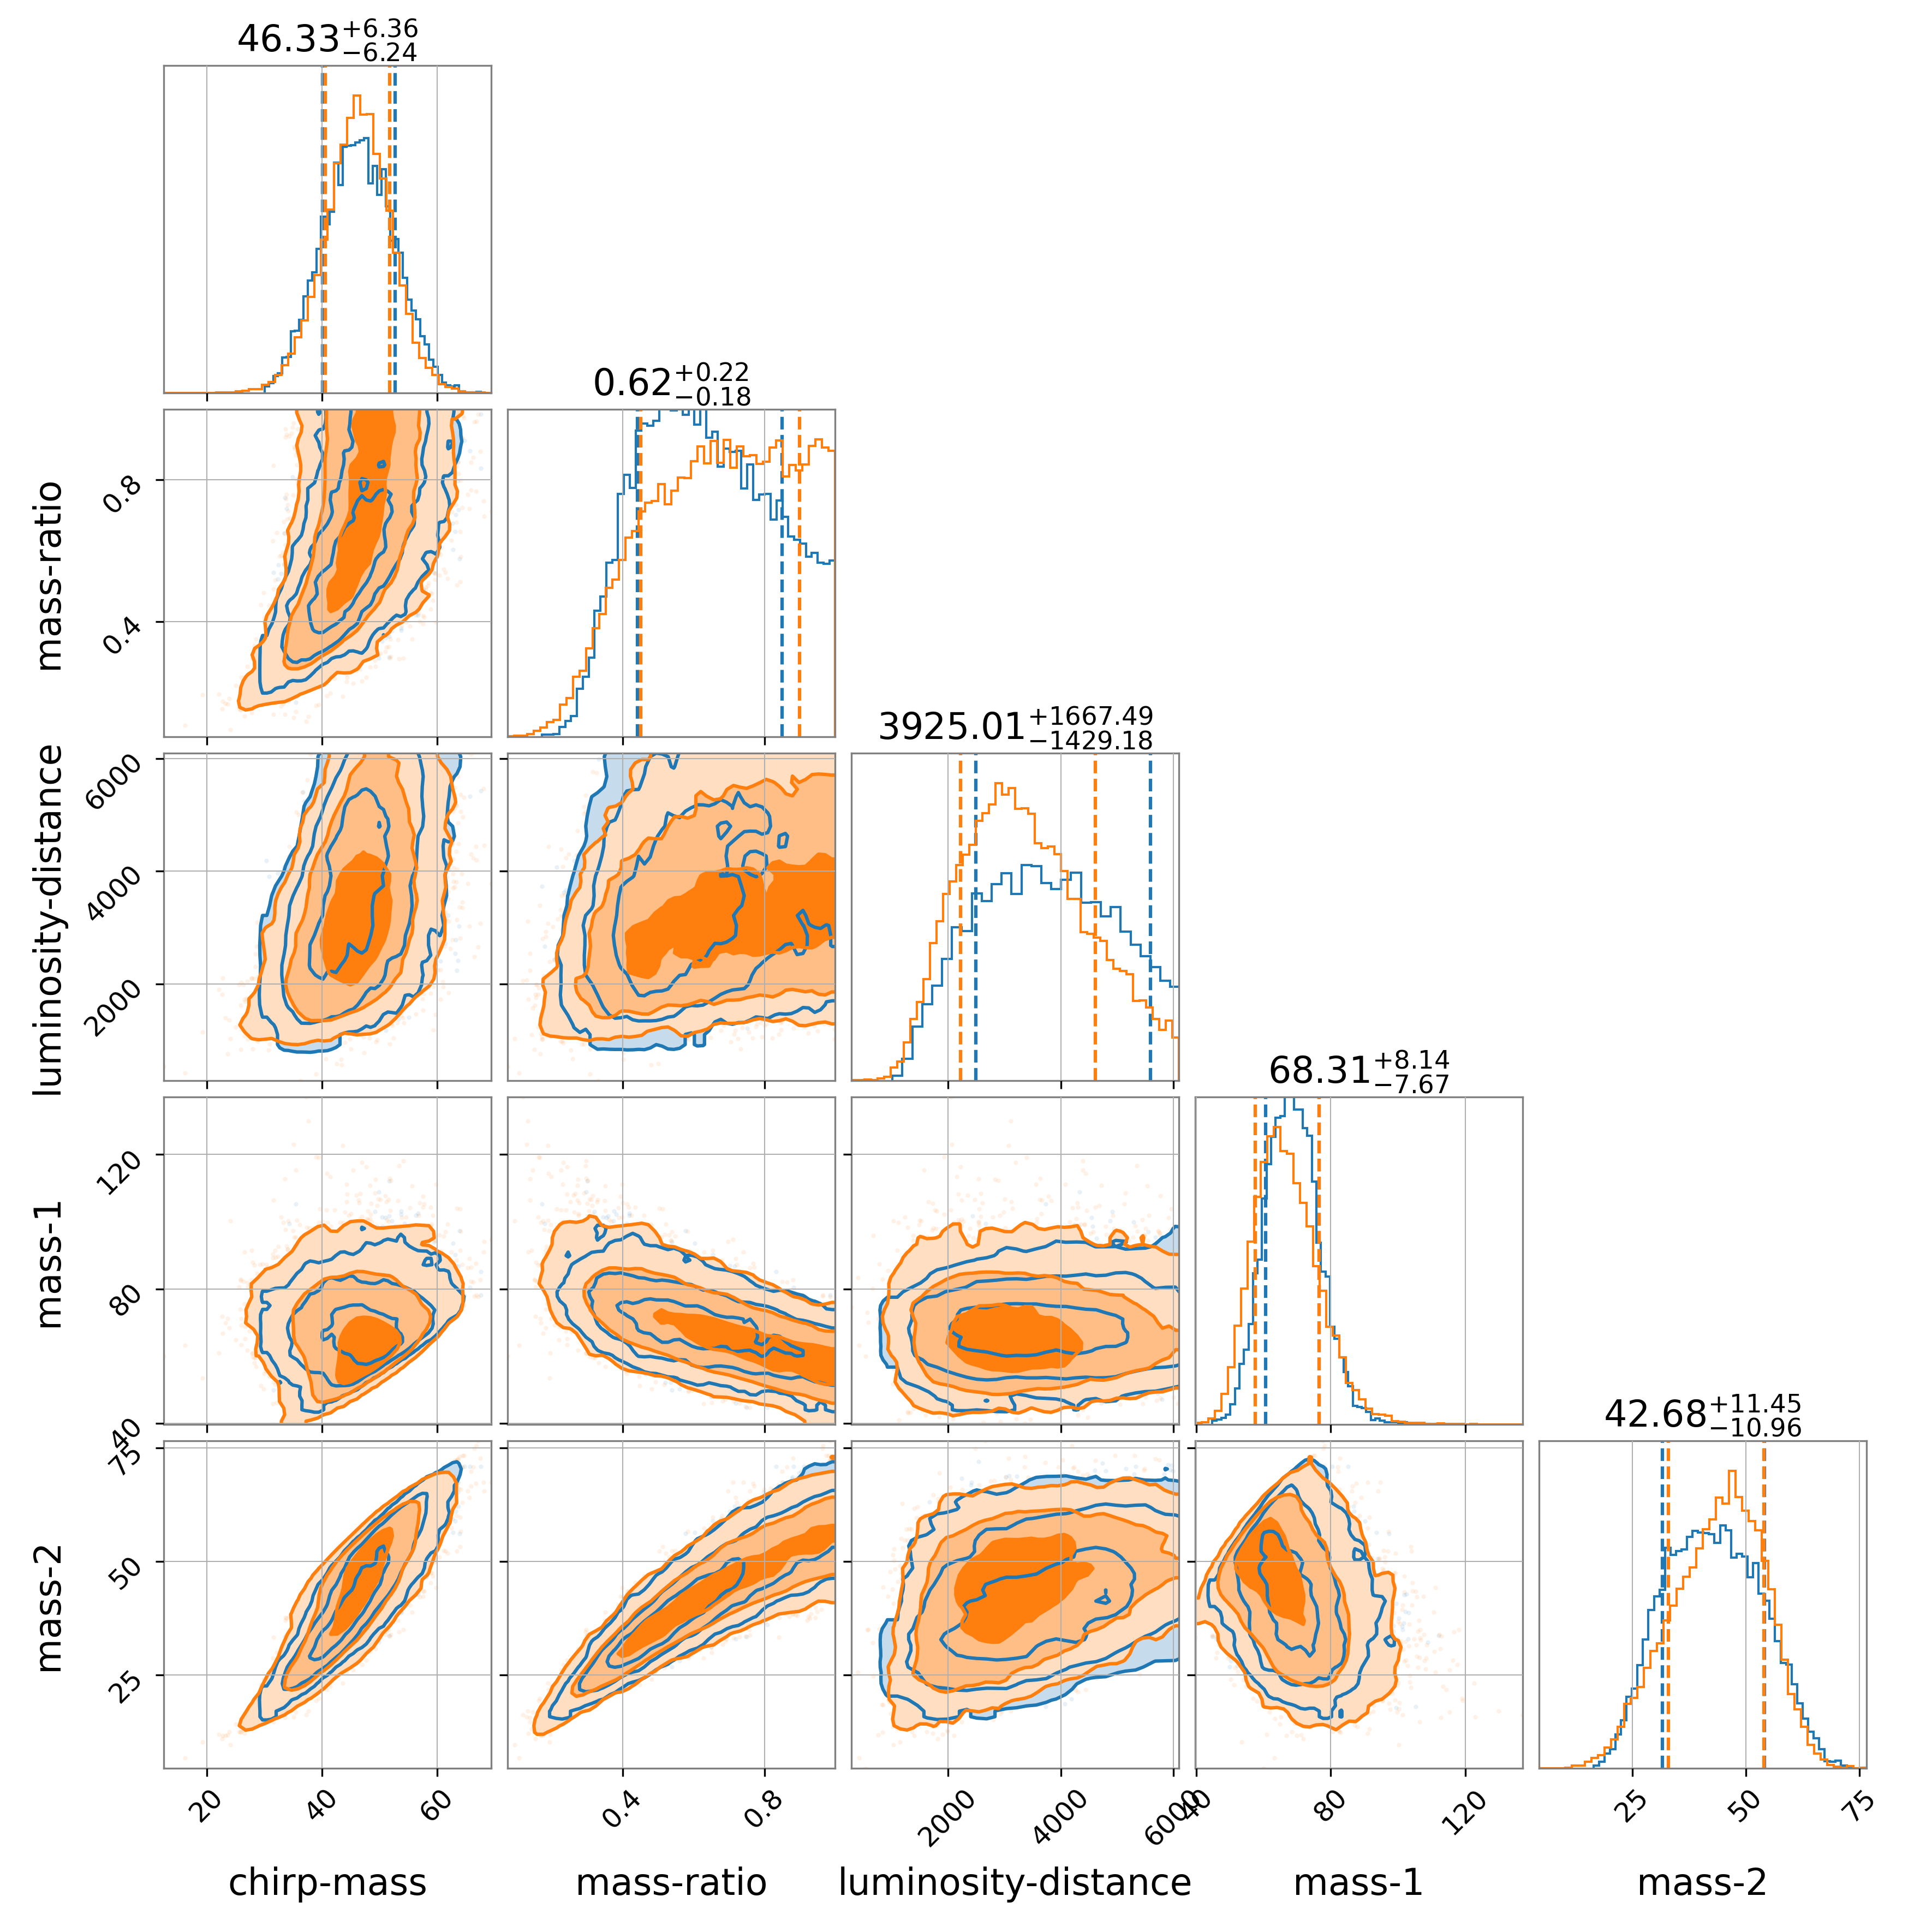 46.33+6.36−6.24
0.62+0.22−0.18
3925.01+1667.49−1429.18
68.31+8.14−7.67
42.68+11.45−10.96
mass-ratio
0.8
0.4
luminosity-distance
6000
4000
2000
mass-1
120
80
40
mass-2
75
50
25
20 40 60 0.4 0.8 2000 4000 6000 40 80 120 25 50 75
chirp-mass mass-ratio luminosity-distance mass-1 mass-2